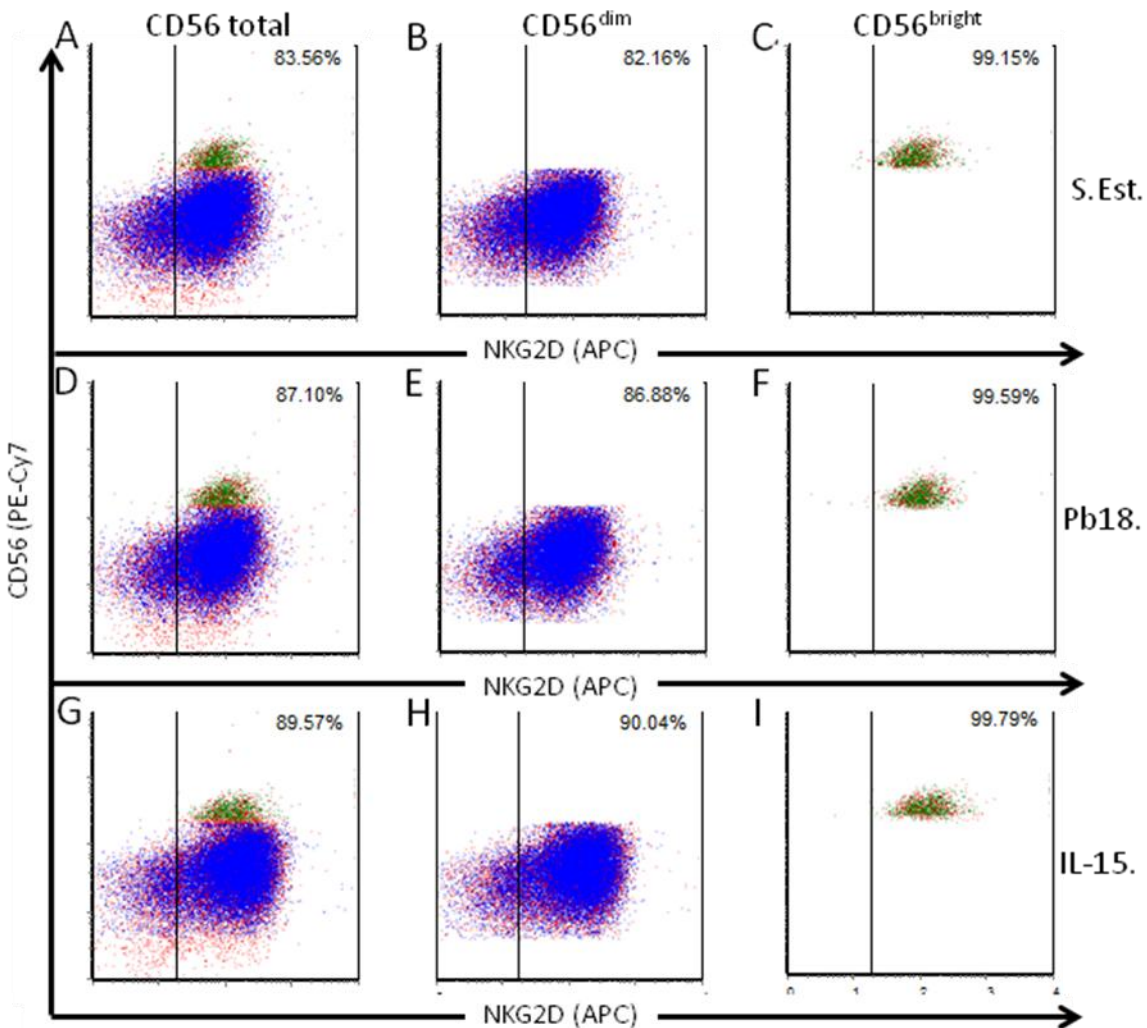 CD56 total
CD56dim
CD56bright
A
83.56%
B
82.16%
C.
99.15%
S.Est.
NKG2D (APC)
D
87.10%
E
86.88%
F
99.59%
Pb18.
CD56 (PE-Cy7
NKG2D (APC)
G
89.57%
H
90.04%
I
99.79%
IL-15.
0 1 2 3 4
NKG2D (APC)